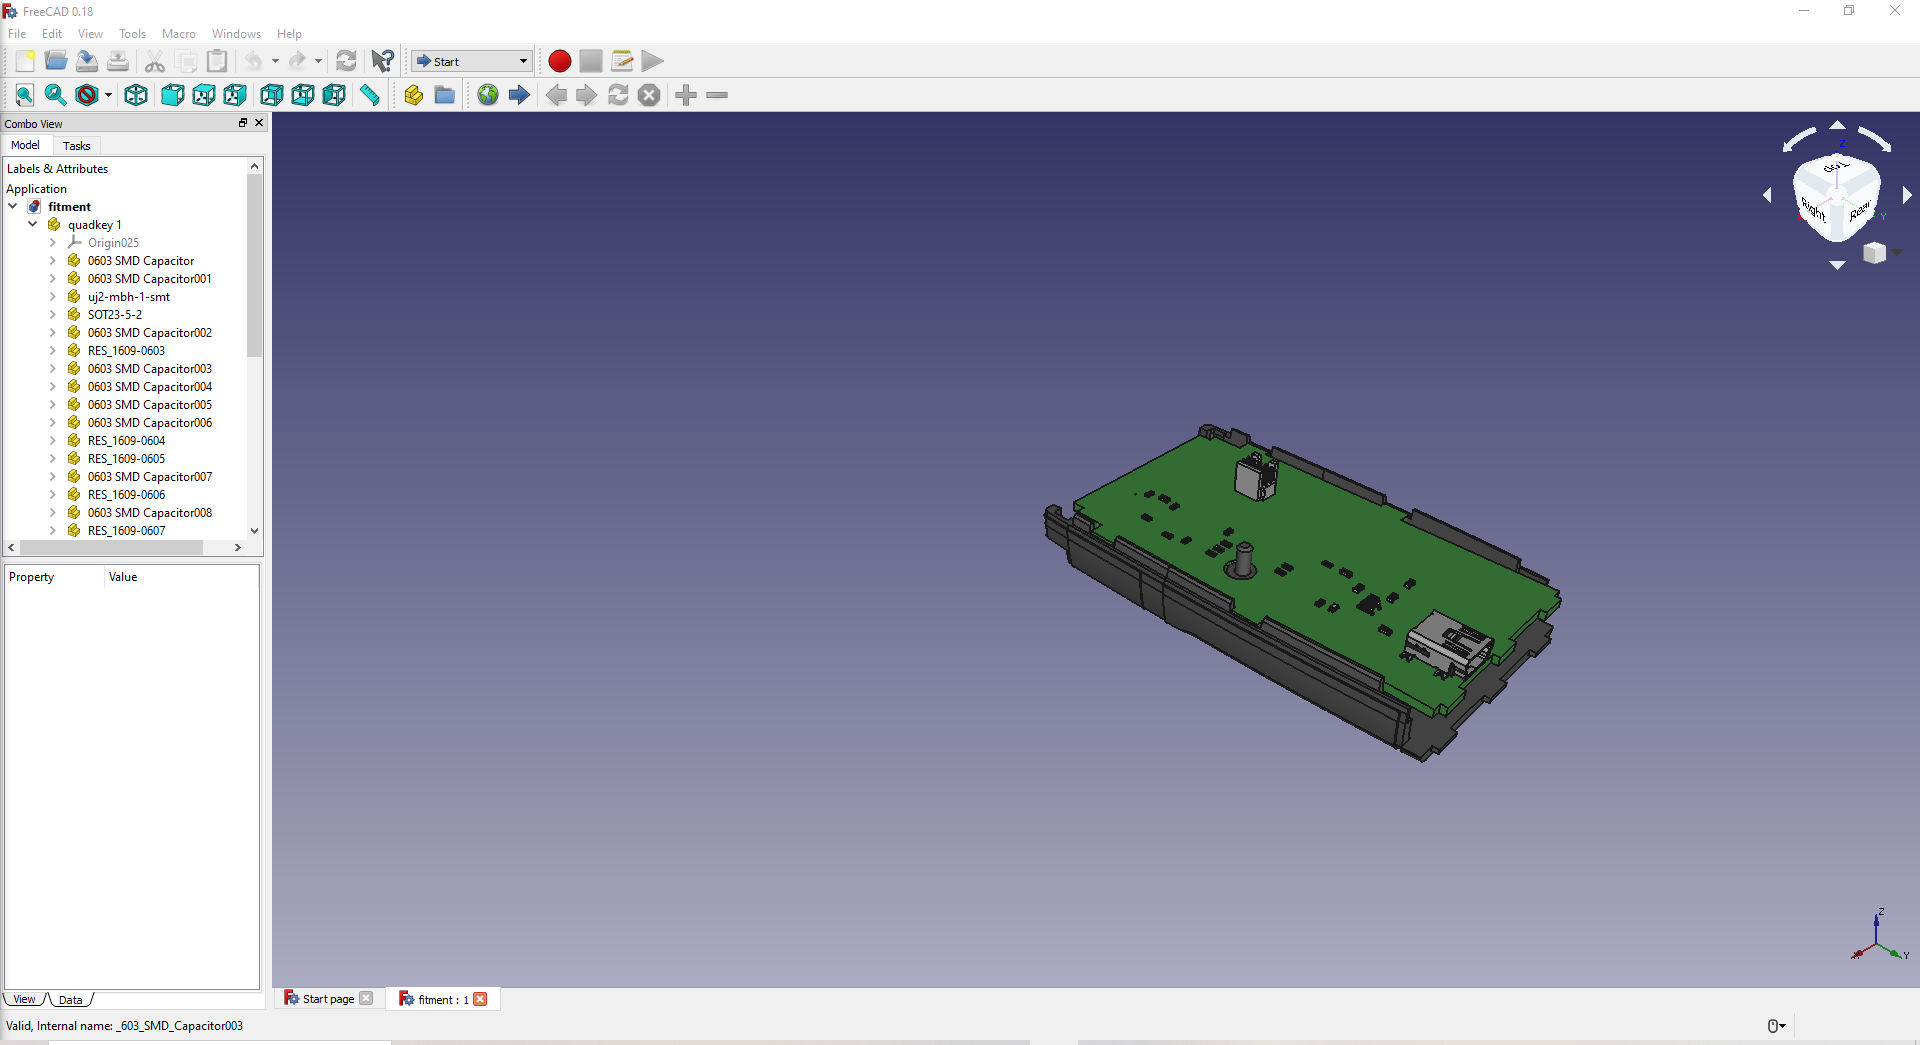 FreeCAD 0.18
File Edit View Tools Macro Windows Help
Start
Combo View
Model Tasks
Labels & Attributes
Application
fitment
quadkey 1
Origin025
0603 SMD Capacitor
0603 SMD Capacitor001
uj2-mbh-1-smt
SOT23-5-2
0603 SMD Capacitor002
RES_1609-0603
0603 SMD Capacitor003
0603 SMD Capacitor004
0603 SMD Capacitor005
0603 SMD Capacitor006
RES_1609-0604
RES_1609-0605
0603 SMD Capacitor007
RES_1609-0606
0603 SMD Capacitor008
RES_1609-0607
Property Value
View Data
Z
Top
Right
Rear
X
Y
Z
X
Y
Start page
fitment : 1
Valid, Internal name: _603_SMD_Capacitor003